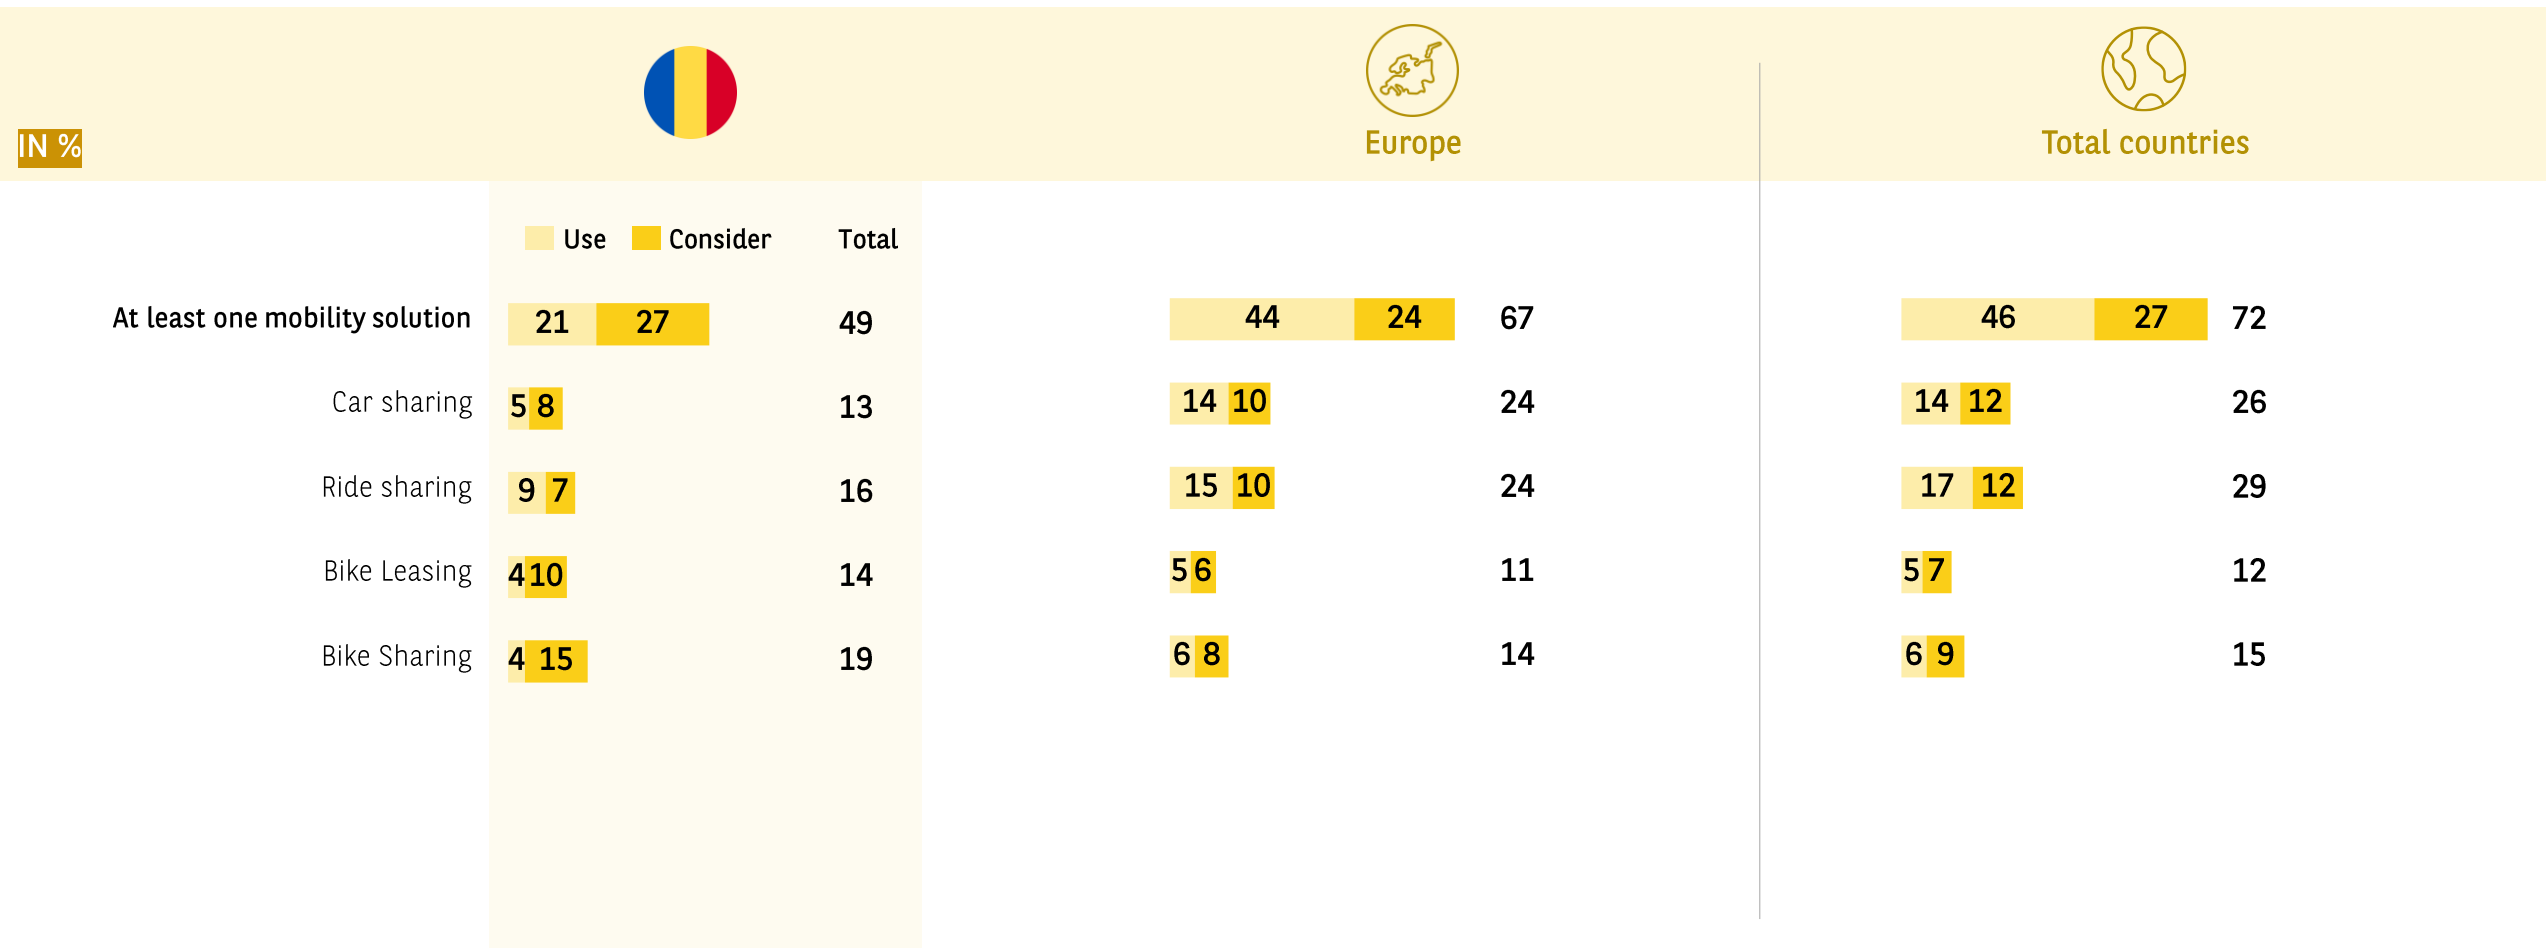 Europe
Total countries
IN %
Use Consider Total
At least one mobility solution 21 27 49 44 24 67 46 27 72
Car sharing 5 8 13 14 10 24 14 12 26
Ride sharing 9 7 16 15 10 24 17 12 29
Bike Leasing 4 10 14 5 6 11 5 7 12
Bike Sharing 4 15 19 6 8 14 6 9 15